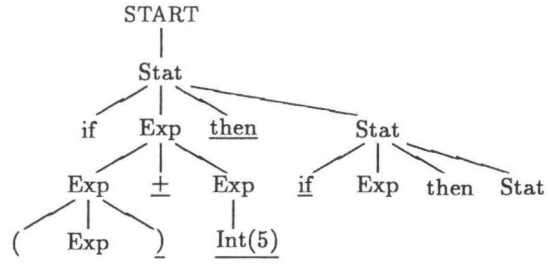 START
Stat
if Exp then Stat
Exp + Exp if Exp then Stat
( Exp ) Int(5)